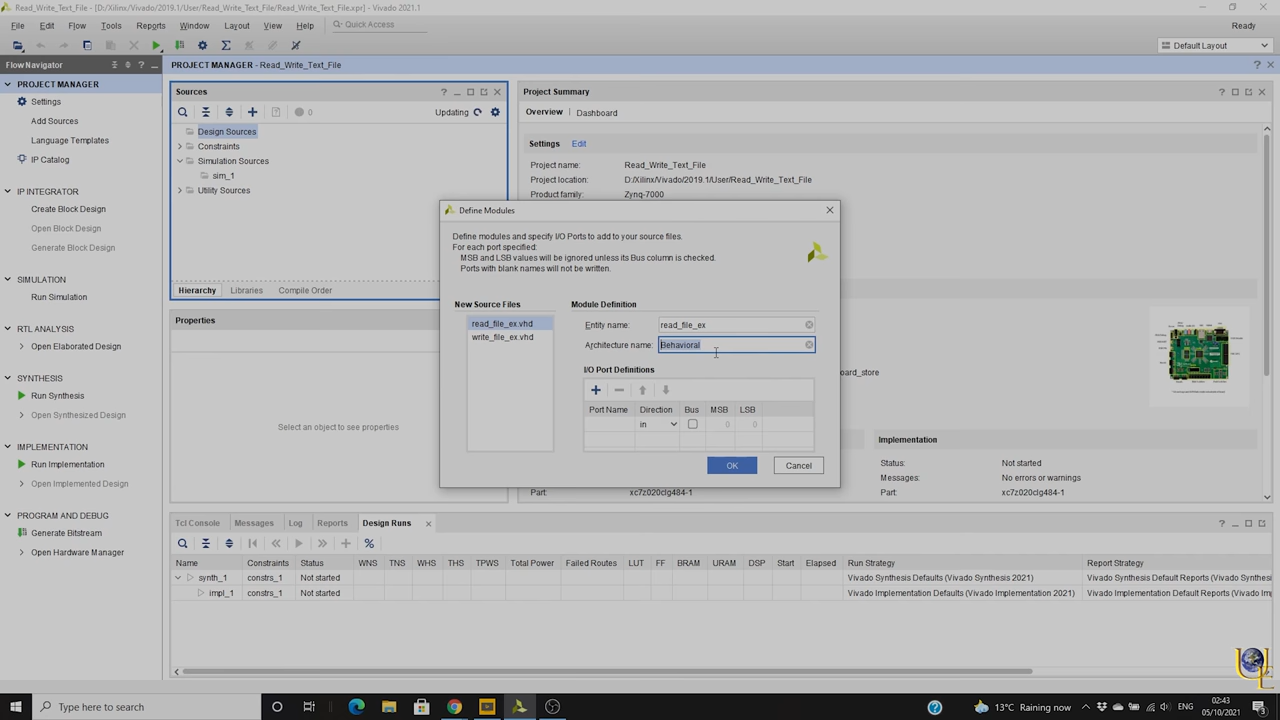 Read_Write_Text_File - [D:/Xilinx/Vivado/2019.1/User/Read_Write_Text_File/Read_Write_Text_File.xpr] - Vivado 2021.1
File Edit Flow Tools Reports Window Layout View Help Quick Access Ready
Default Layout
Flow Navigator
PROJECT MANAGER - Read_Write_Text_File
PROJECT MANAGER
Settings
Add Sources
Language Templates
IP Catalog
IP INTEGRATOR
Create Block Design
Open Block Design
Generate Block Design
SIMULATION
Run Simulation
RTL ANALYSIS
Open Elaborated Design
SYNTHESIS
Run Synthesis
Open Synthesized Design
IMPLEMENTATION
Run Implementation
Open Implemented Design
PROGRAM AND DEBUG
Generate Bitstream
Open Hardware Manager
Sources
0 Updating
Design Sources
Constraints
Simulation Sources
sim_1
Utility Sources
Hierarchy Libraries Compile Order
Properties
Select an object to see properties
Project Summary
Overview Dashboard
Settings Edit
Project name: Read_Write_Text_File
Project location: D:/Xilinx/Vivado/2019.1/User/Read_Write_Text_File
Product family: Zynq-7000
oard_store
Implementation
Status: Not started
Messages: No errors or warnings
Part: xc7z020clg484-1
xc7z020clg484-1
Define Modules
Define modules and specify I/O Ports to add to your source files.
For each port specified:
MSB and LSB values will be ignored unless its Bus column is checked.
Ports with blank names will not be written.
New Source Files
read_file_ex.vhd
write_file_ex.vhd
Module Definition
Entity name: read_file_ex
Architecture name: Behavioral
I/O Port Definitions
Port Name Direction Bus MSB LSB
in 0 0
OK Cancel
Tcl Console Messages Log Reports Design Runs
Name Constraints Status WNS TNS WHS THS TPWS Total Power Failed Routes LUT FF BRAM URAM DSP Start Elapsed Run Strategy Report Strategy
synth_1 constrs_1 Not started Vivado Synthesis Defaults (Vivado Synthesis 2021) Vivado Synthesis Default Reports (Vivado Synthesis
impl_1 constrs_1 Not started Vivado Implementation Defaults (Vivado Implementation 2021) Vivado Implementation Default Reports (Vivado Impleme
Type here to search
13°C Raining now
ENG
02:43
05/10/2021